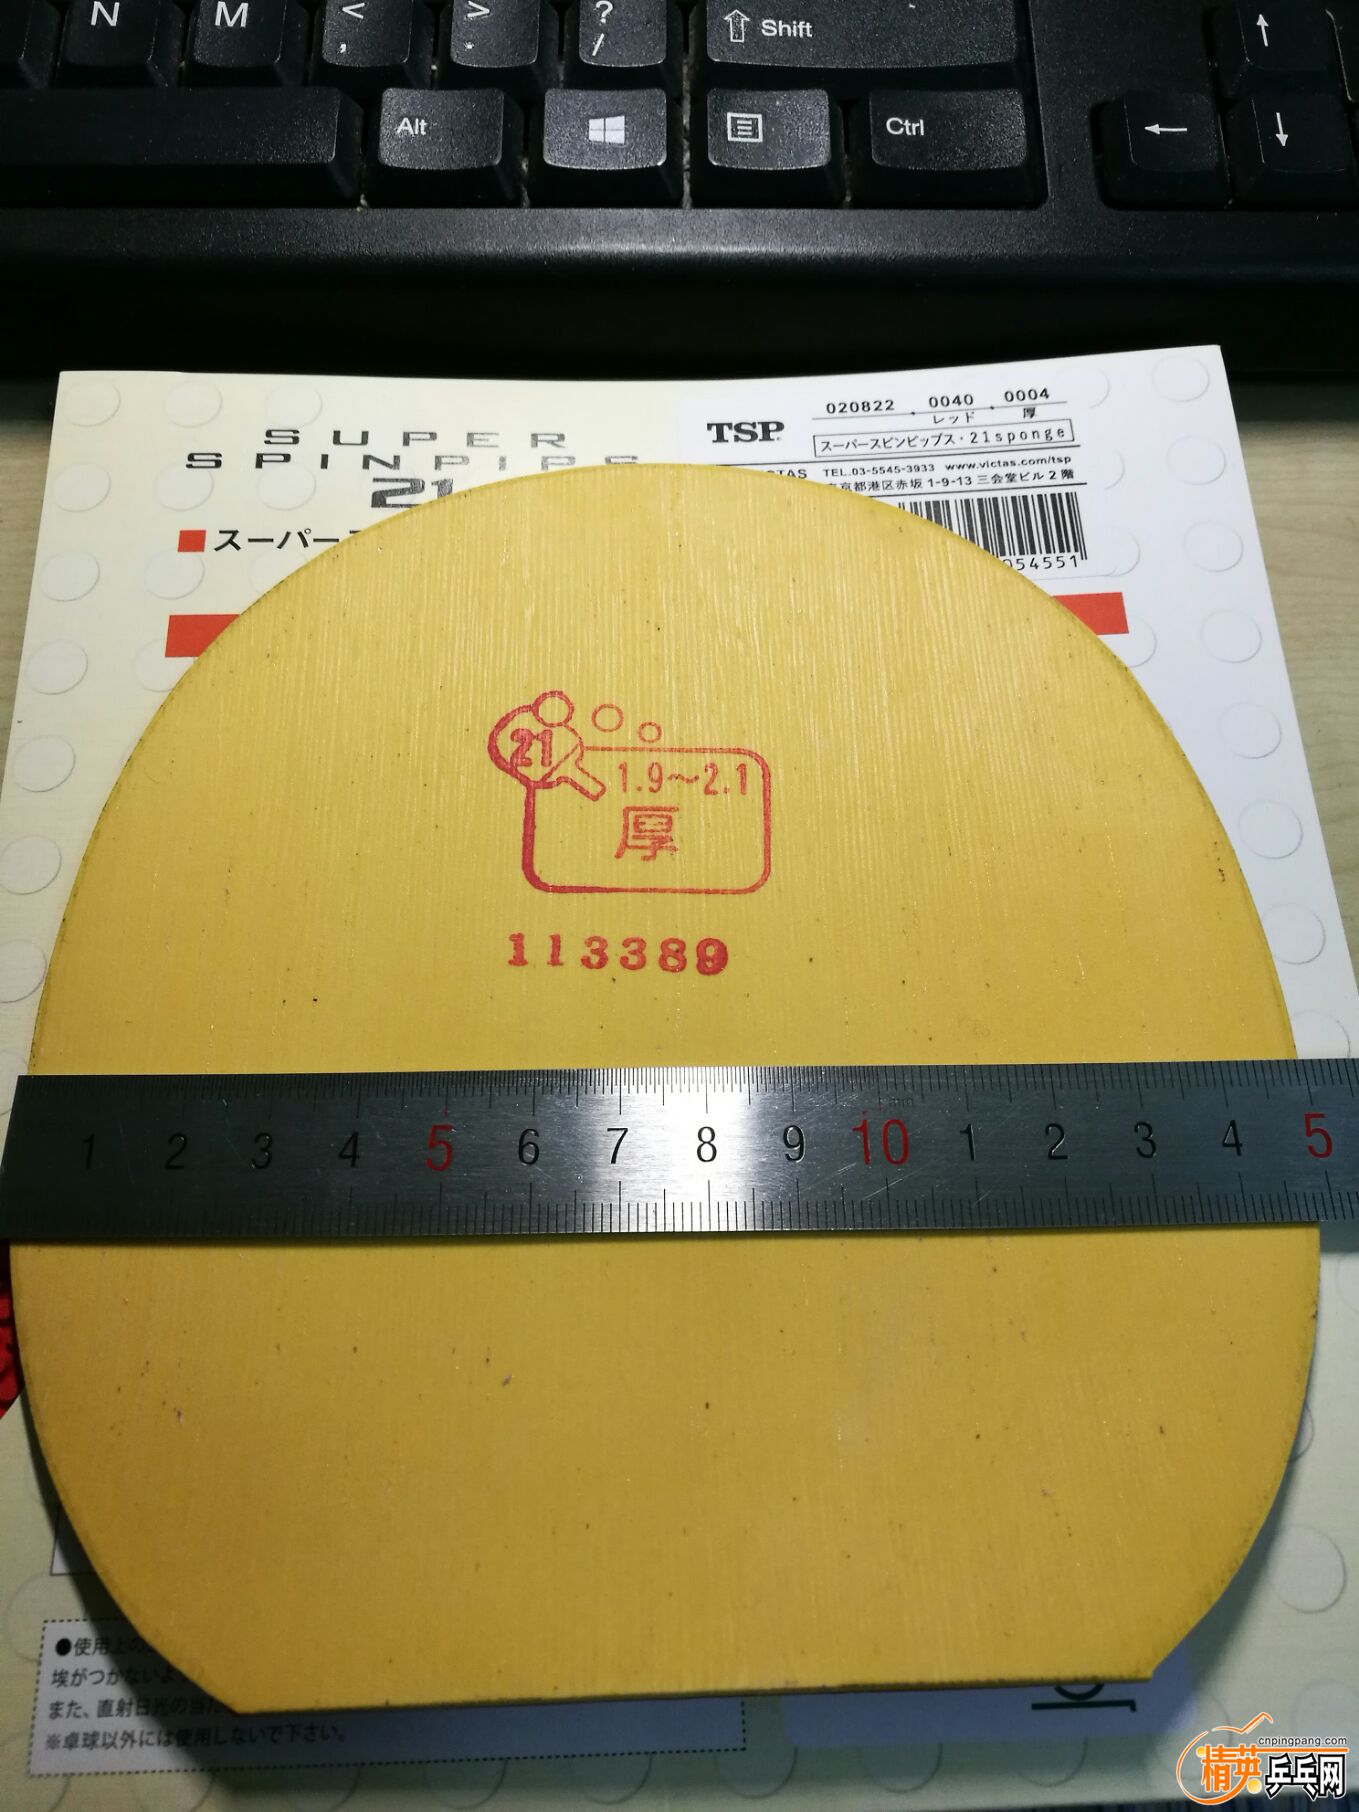 N M < , > . ? / Shift
Alt Ctrl
SUPER
SPINPIPS
21
■スーパー
TSP
020822 . 0040 . 0004
レッド 厚
スーパースピンピップス・21sponge
TEL.03-5545-3933 www.victas.com/tsp
京都港区赤坂 1-9-13 三会堂ビル 2 階
054551
21
1.9～2.1
厚
113389
mm
1 2 3 4 5 6 7 8 9 10 1 2 3 4 5
●使用上の
埃がつかないよ
また、直射日光の当た
※卓球以外には使用しないで下さい。
cnpingpang.com
精英乒乓网